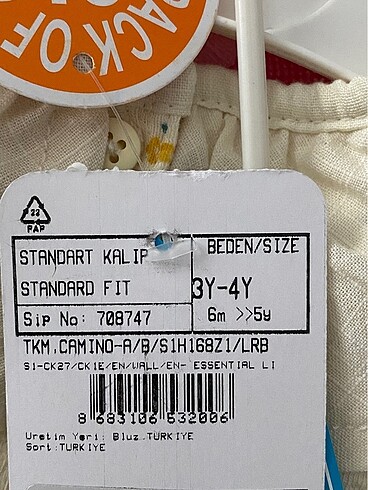 PACK OF
22
PAP
STANDART KALIP
BEDEN/SIZE
STANDARD FIT
3Y-4Y
Sip No: 708747
6m >>5y
TKM.CAMINO-A/B/S1H168Z1/LRB
S1-CK27/CK1E/EN/WALL/EN- ESSENTIAL LI
8 683106 532006
Uretim Yeri: Bluz:TURKIYE
Sort:TURKIYE